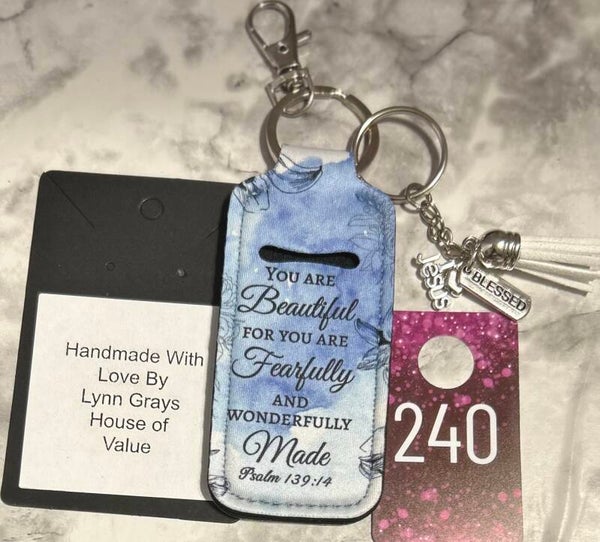 Handmade With
Love By
Lynn Grays
House of
Value
YOU ARE
Beautiful
FOR YOU ARE
Fearfully
AND
WONDERFULLY
Made
Psalm 139:14
Jesus
BLESSED
240